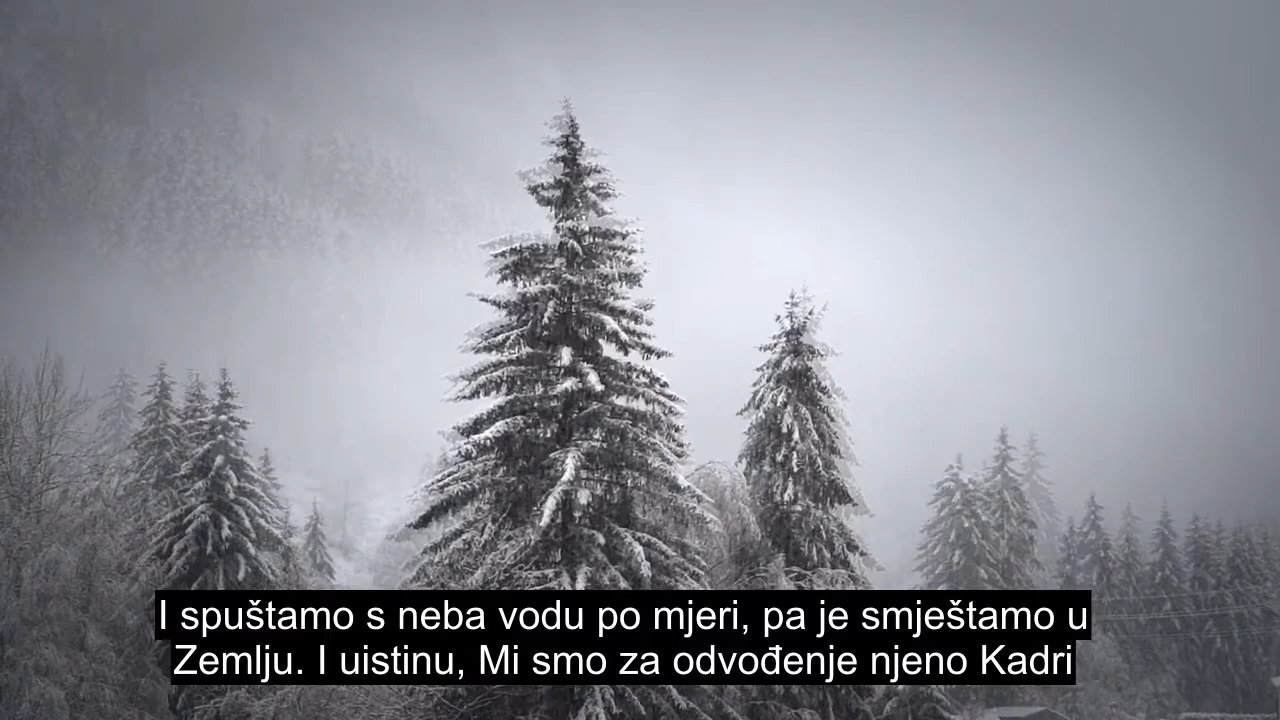 I spuštamo s neba vodu po mjeri, pa je smještamo u
Zemlju. I uistinu, Mi smo za odvođenje njeno Kadri